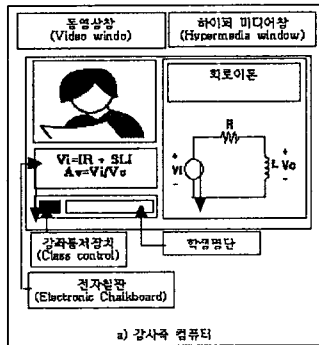 동영상창
(Video windo)
하이퍼 미디어창
(Hypermedia window)
회로이론
Vi=IR + SLI
Av=Vi/Vo
R
+
Vi
-
L
+
Vo
-
강좌통제장치
(Class control)
학생명단
전자칠판
(Electronic Chalkboard)
a) 강사측 컴퓨터